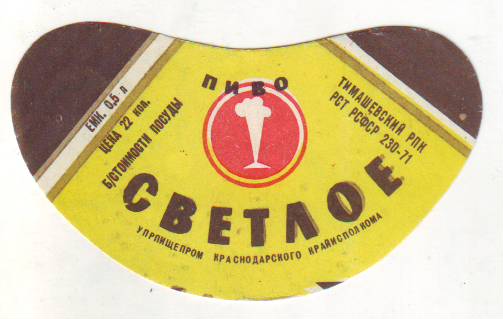 ЕМК. 0,5 л
ЦЕНА 22 коп.
Б/СТОИМОСТИ ПОСУДЫ
ПИВО
ТИМАШЕВСКИЙ РПК
РСТ РСФСР 230-71
СВЕТЛОЕ
УПРПИЩЕПРОМ КРАСНОДАРСКОГО КРАЙИСПОЛКОМА